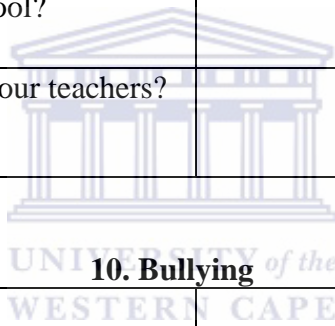 ool?
our teachers?
10. Bullying
UNIVERSITY of the
WESTERN CAPE